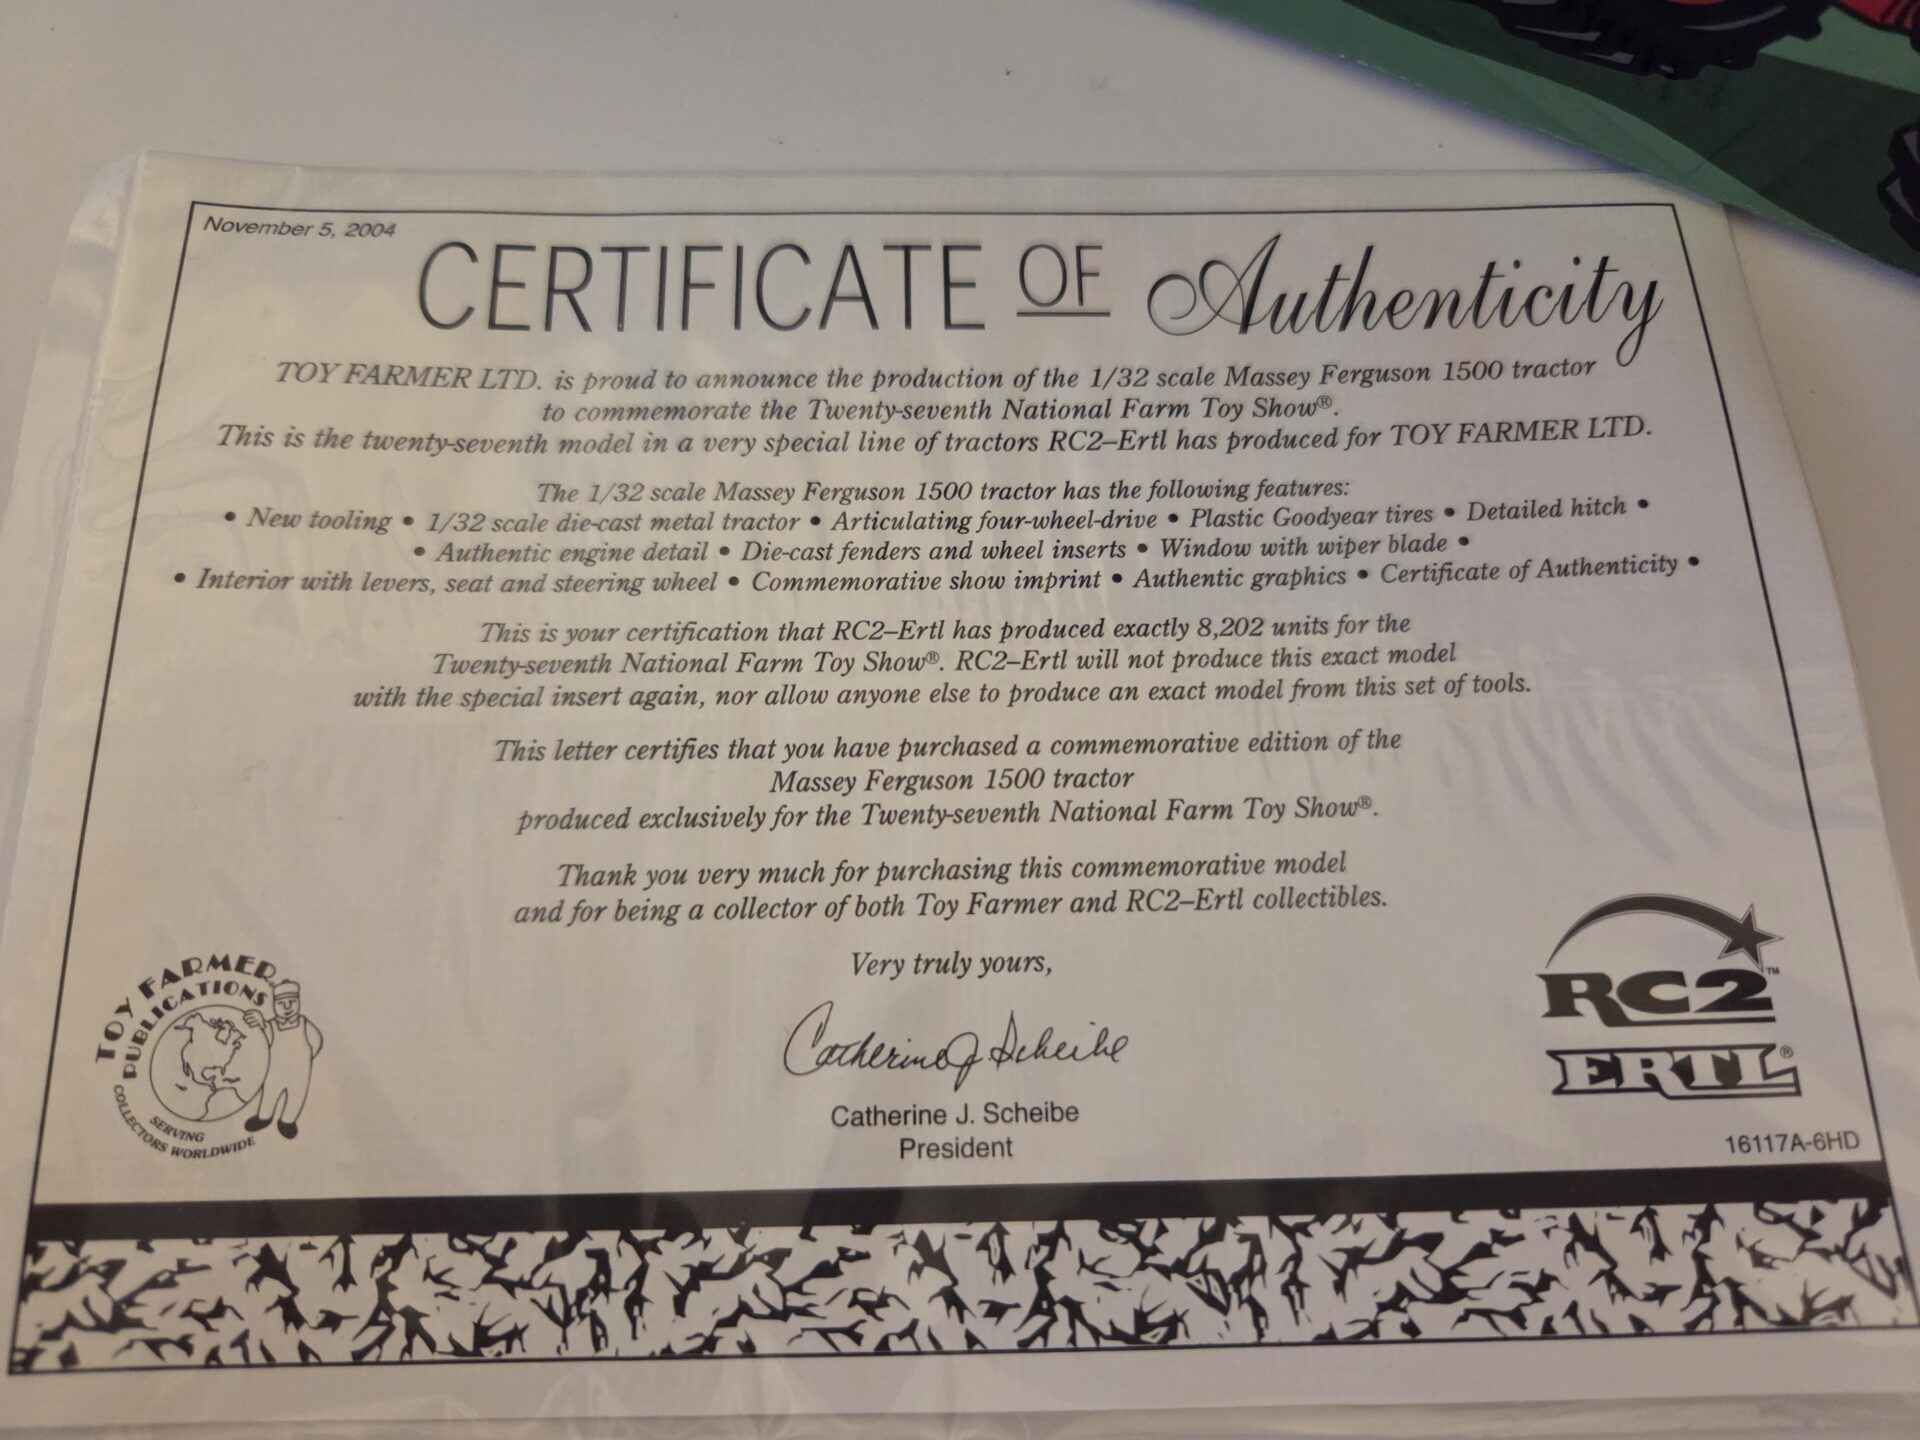 November 5, 2004
CERTIFICATE OF Authenticity
TOY FARMER LTD. is proud to announce the production of the 1/32 scale Massey Ferguson 1500 tractor
to commemorate the Twenty-seventh National Farm Toy Show®.
This is the twenty-seventh model in a very special line of tractors RC2–Ertl has produced for TOY FARMER LTD.
The 1/32 scale Massey Ferguson 1500 tractor has the following features:
• New tooling • 1/32 scale die-cast metal tractor • Articulating four-wheel-drive • Plastic Goodyear tires • Detailed hitch •
• Authentic engine detail • Die-cast fenders and wheel inserts • Window with wiper blade •
• Interior with levers, seat and steering wheel • Commemorative show imprint • Authentic graphics • Certificate of Authenticity •
This is your certification that RC2–Ertl has produced exactly 8,202 units for the
Twenty-seventh National Farm Toy Show®. RC2–Ertl will not produce this exact model
with the special insert again, nor allow anyone else to produce an exact model from this set of tools.
This letter certifies that you have purchased a commemorative edition of the
Massey Ferguson 1500 tractor
produced exclusively for the Twenty-seventh National Farm Toy Show®.
Thank you very much for purchasing this commemorative model
and for being a collector of both Toy Farmer and RC2–Ertl collectibles.
Very truly yours,
Catherine J Scheibe
Catherine J. Scheibe
President
TOY FARMER
PUBLICATIONS
SERVING
COLLECTORS WORLDWIDE
RC2™
ERTL®
16117A-6HD